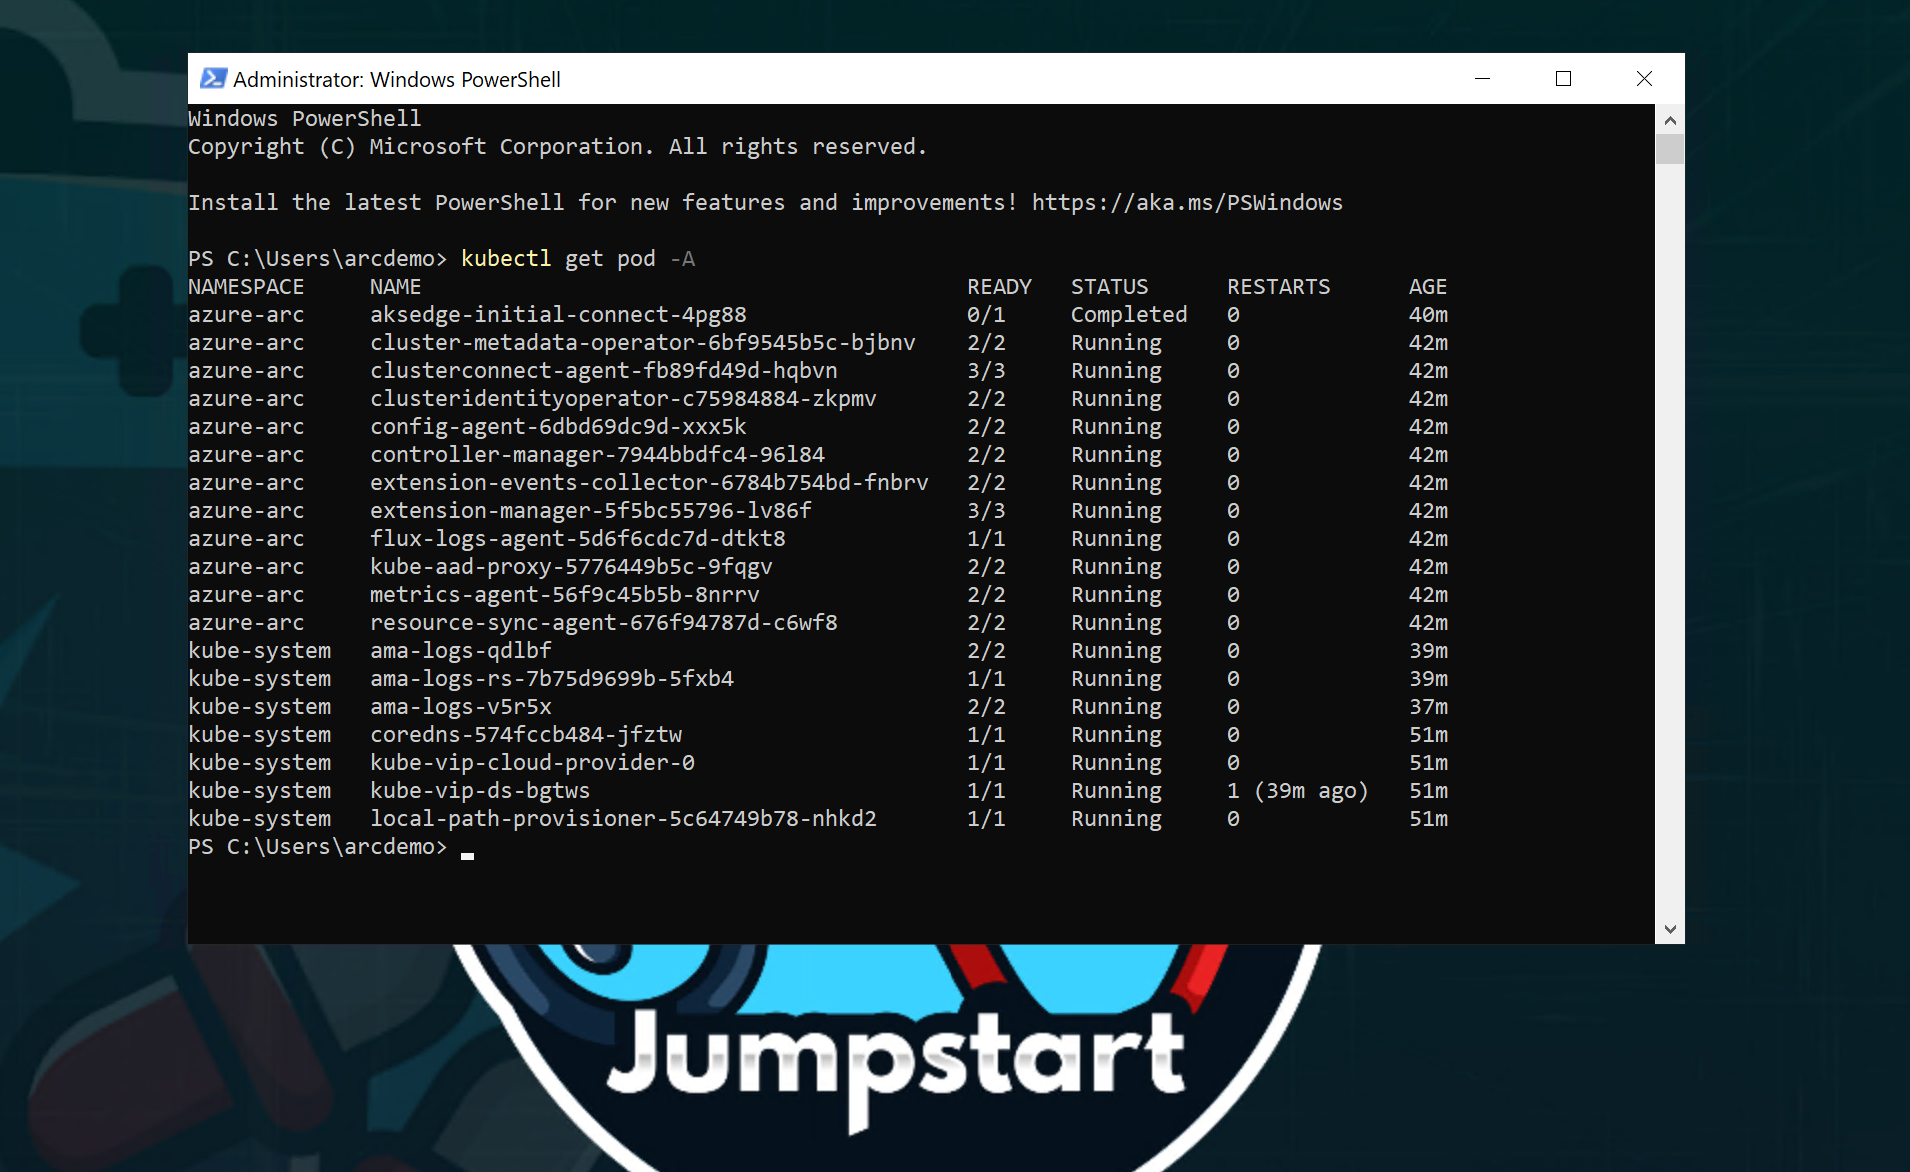 Administrator: Windows PowerShell
Windows PowerShell
Copyright (C) Microsoft Corporation. All rights reserved.
Install the latest PowerShell for new features and improvements! https://aka.ms/PSWindows
PS C:\Users\arcdemo> kubectl get pod -A
NAMESPACE     NAME                                          READY   STATUS      RESTARTS      AGE
azure-arc     aksedge-initial-connect-4pg88                 0/1     Completed   0             40m
azure-arc     cluster-metadata-operator-6bf9545b5c-bjbnv    2/2     Running     0             42m
azure-arc     clusterconnect-agent-fb89fd49d-hqbvn          3/3     Running     0             42m
azure-arc     clusteridentityoperator-c75984884-zkpmv       2/2     Running     0             42m
azure-arc     config-agent-6dbd69dc9d-xxx5k                 2/2     Running     0             42m
azure-arc     controller-manager-7944bbdfc4-96l84           2/2     Running     0             42m
azure-arc     extension-events-collector-6784b754bd-fnbrv   2/2     Running     0             42m
azure-arc     extension-manager-5f5bc55796-lv86f            3/3     Running     0             42m
azure-arc     flux-logs-agent-5d6f6cdc7d-dtkt8              1/1     Running     0             42m
azure-arc     kube-aad-proxy-5776449b5c-9fqgv               2/2     Running     0             42m
azure-arc     metrics-agent-56f9c45b5b-8nrrv                2/2     Running     0             42m
azure-arc     resource-sync-agent-676f94787d-c6wf8          2/2     Running     0             42m
kube-system   ama-logs-qdlbf                                2/2     Running     0             39m
kube-system   ama-logs-rs-7b75d9699b-5fxb4                  1/1     Running     0             39m
kube-system   ama-logs-v5r5x                                2/2     Running     0             37m
kube-system   coredns-574fccb484-jfztw                      1/1     Running     0             51m
kube-system   kube-vip-cloud-provider-0                     1/1     Running     0             51m
kube-system   kube-vip-ds-bgtws                             1/1     Running     1 (39m ago)   51m
kube-system   local-path-provisioner-5c64749b78-nhkd2       1/1     Running     0             51m
PS C:\Users\arcdemo>
Jumpstart